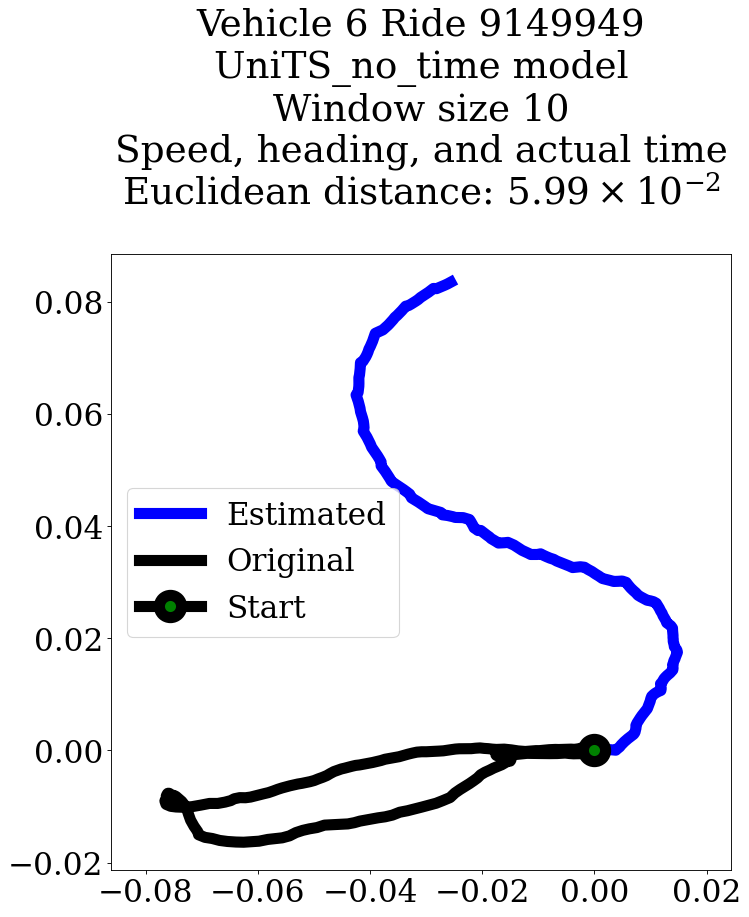 Vehicle 6 Ride 9149949
UniTS_no_time model
Window size 10
Speed, heading, and actual time
Euclidean distance: 5.99 × 10⁻²
0.08
0.06
0.04
0.02
0.00
−0.02
Estimated
Original
Start
−0.08 −0.06 −0.04 −0.02 0.00 0.02